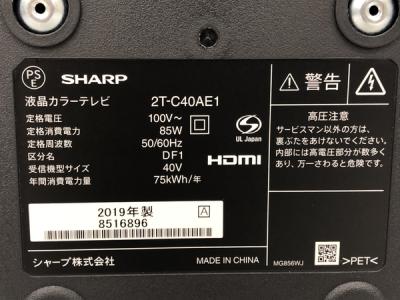 PS
E
SHARP
液晶カラーテレビ 2T-C40AE1
定格電圧 100V~
定格消費電力 85W
定格周波数 50/60Hz
区分名 DF1
受信機型サイズ 40V
年間消費電力量 75kWh/年
S
UL Japan
HDMI
2019年製
8516896
A
シャープ株式会社 MADE IN CHINA
警告
高圧注意
サービスマン以外の方は、
裏ぶたをあけないでください。
内部には高電圧部分が数多く
あり、万一さわると危険です。
MG856WJ
>PET<